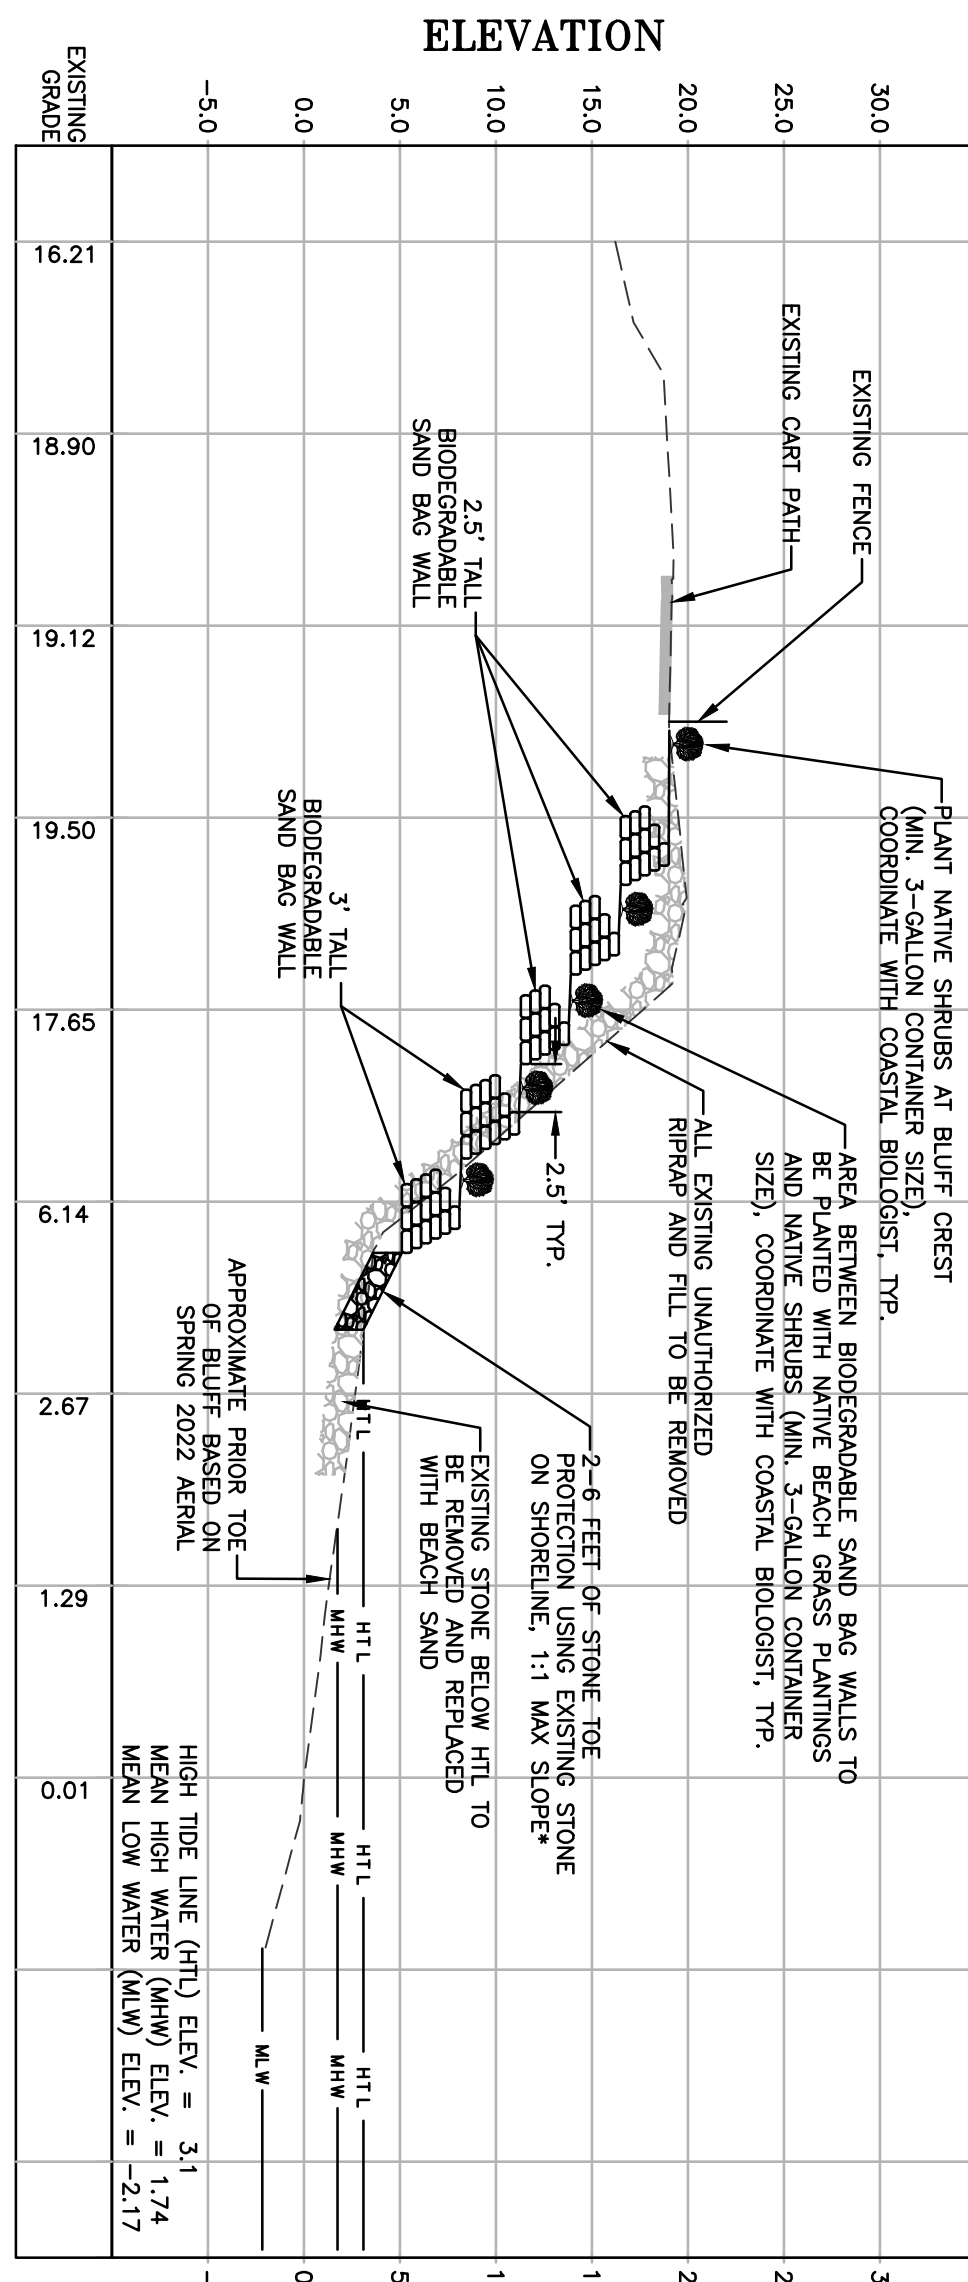 ELEVATION
30.0
25.0
20.0
15.0
10.0
5.0
0.0
-5.0
EXISTING
GRADE
16.21
18.90
19.12
19.50
17.65
6.14
2.67
1.29
0.01
EXISTING FENCE
EXISTING CART PATH
2.5' TALL
BIODEGRADABLE
SAND BAG WALL
3' TALL
BIODEGRADABLE
SAND BAG WALL
PLANT NATIVE SHRUBS AT BLUFF CREST
(MIN. 3-GALLON CONTAINER SIZE),
COORDINATE WITH COASTAL BIOLOGIST, TYP.
AREA BETWEEN BIODEGRADABLE SAND BAG WALLS TO
BE PLANTED WITH NATIVE BEACH GRASS PLANTINGS
AND NATIVE SHRUBS (MIN. 3-GALLON CONTAINER
SIZE), COORDINATE WITH COASTAL BIOLOGIST, TYP.
ALL EXISTING UNAUTHORIZED
RIPRAP AND FILL TO BE REMOVED
2.5' TYP.
2-6 FEET OF STONE TOE
PROTECTION USING EXISTING STONE
ON SHORELINE, 1:1 MAX SLOPE*
EXISTING STONE BELOW HTL TO
BE REMOVED AND REPLACED
WITH BEACH SAND
APPROXIMATE PRIOR TOE
OF BLUFF BASED ON
SPRING 2022 AERIAL
HTL
HTL
HTL
HTL
MHW
MHW
MHW
MLW
HIGH TIDE LINE (HTL) ELEV. = 3.1
MEAN HIGH WATER (MHW) ELEV. = 1.74
MEAN LOW WATER (MLW) ELEV. = -2.17